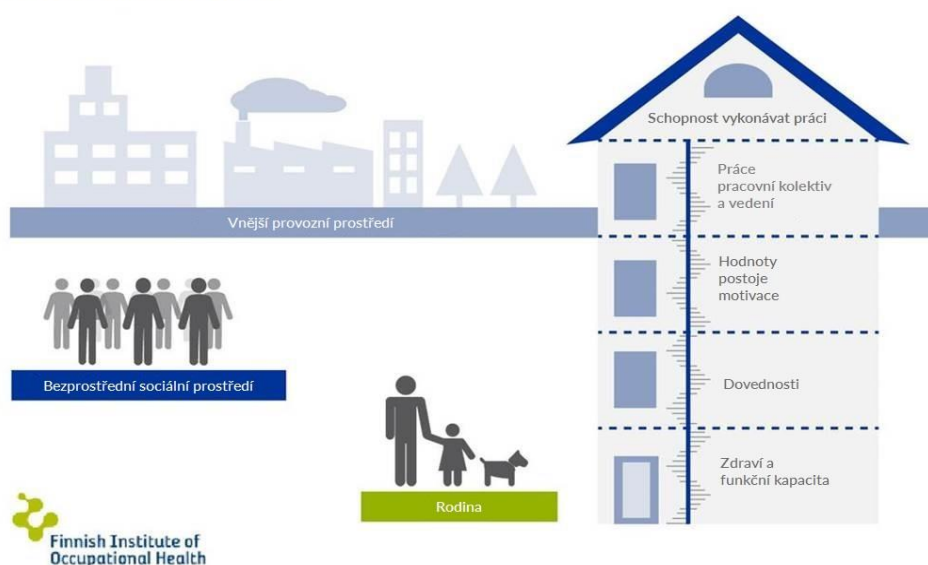 Schopnost vykonávat práci
Práce
pracovní kolektiv
a vedení
Vnější provozní prostředí
Hodnoty
postoje
motivace
Bezprostřední sociální prostředí
Dovednosti
Zdraví a
funkční kapacita
Rodina
Finnish Institute of
Occupational Health